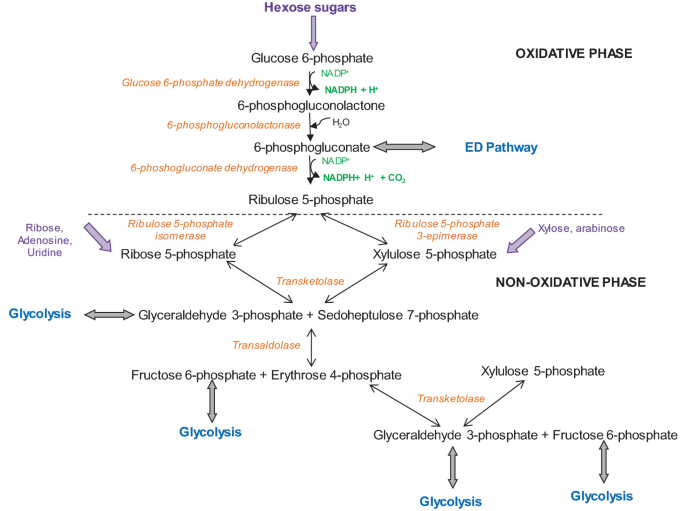 Hexose sugars
Glucose 6-phosphate
OXIDATIVE PHASE
Glucose 6-phosphate dehydrogenase
NADP⁺
NADPH + H⁺
6-phosphogluconolactone
6-phosphogluconolactonase
H₂O
6-phosphogluconate
ED Pathway
6-phoshogluconate dehydrogenase
NADP⁺
NADPH+ H⁺ + CO₂
Ribulose 5-phosphate
Ribose,
Adenosine,
Uridine
Ribulose 5-phosphate
isomerase
Ribulose 5-phosphate
3-epimerase
Xylose, arabinose
Ribose 5-phosphate
Xylulose 5-phosphate
Transketolase
NON-OXIDATIVE PHASE
Glycolysis
Glyceraldehyde 3-phosphate + Sedoheptulose 7-phosphate
Transaldolase
Fructose 6-phosphate + Erythrose 4-phosphate
Xylulose 5-phosphate
Transketolase
Glycolysis
Glyceraldehyde 3-phosphate + Fructose 6-phosphate
Glycolysis
Glycolysis